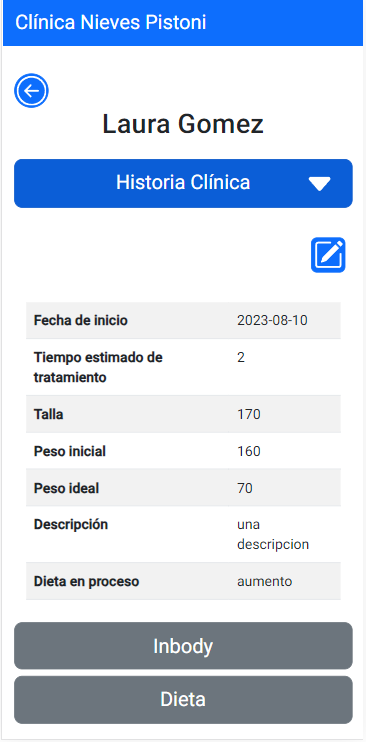 Clínica Nieves Pistoni
Laura Gomez
Historia Clínica
Fecha de inicio 2023-08-10
Tiempo estimado de 2
tratamiento
Talla 170
Peso inicial 160
Peso ideal 70
Descripción una
descripcion
Dieta en proceso aumento
Inbody
Dieta